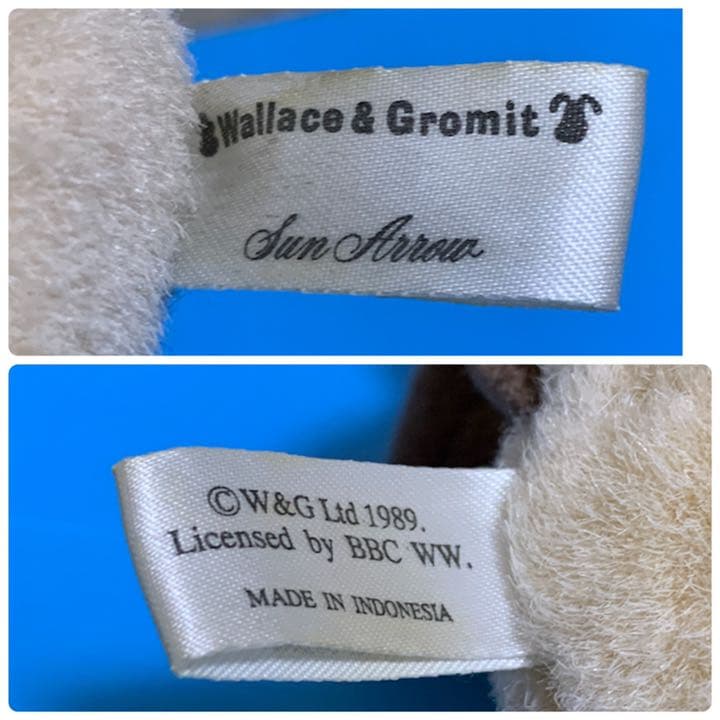 Wallace & Gromit
Sun Arrow
©W&G Ltd 1989.
Licensed by BBC WW.
MADE IN INDONESIA